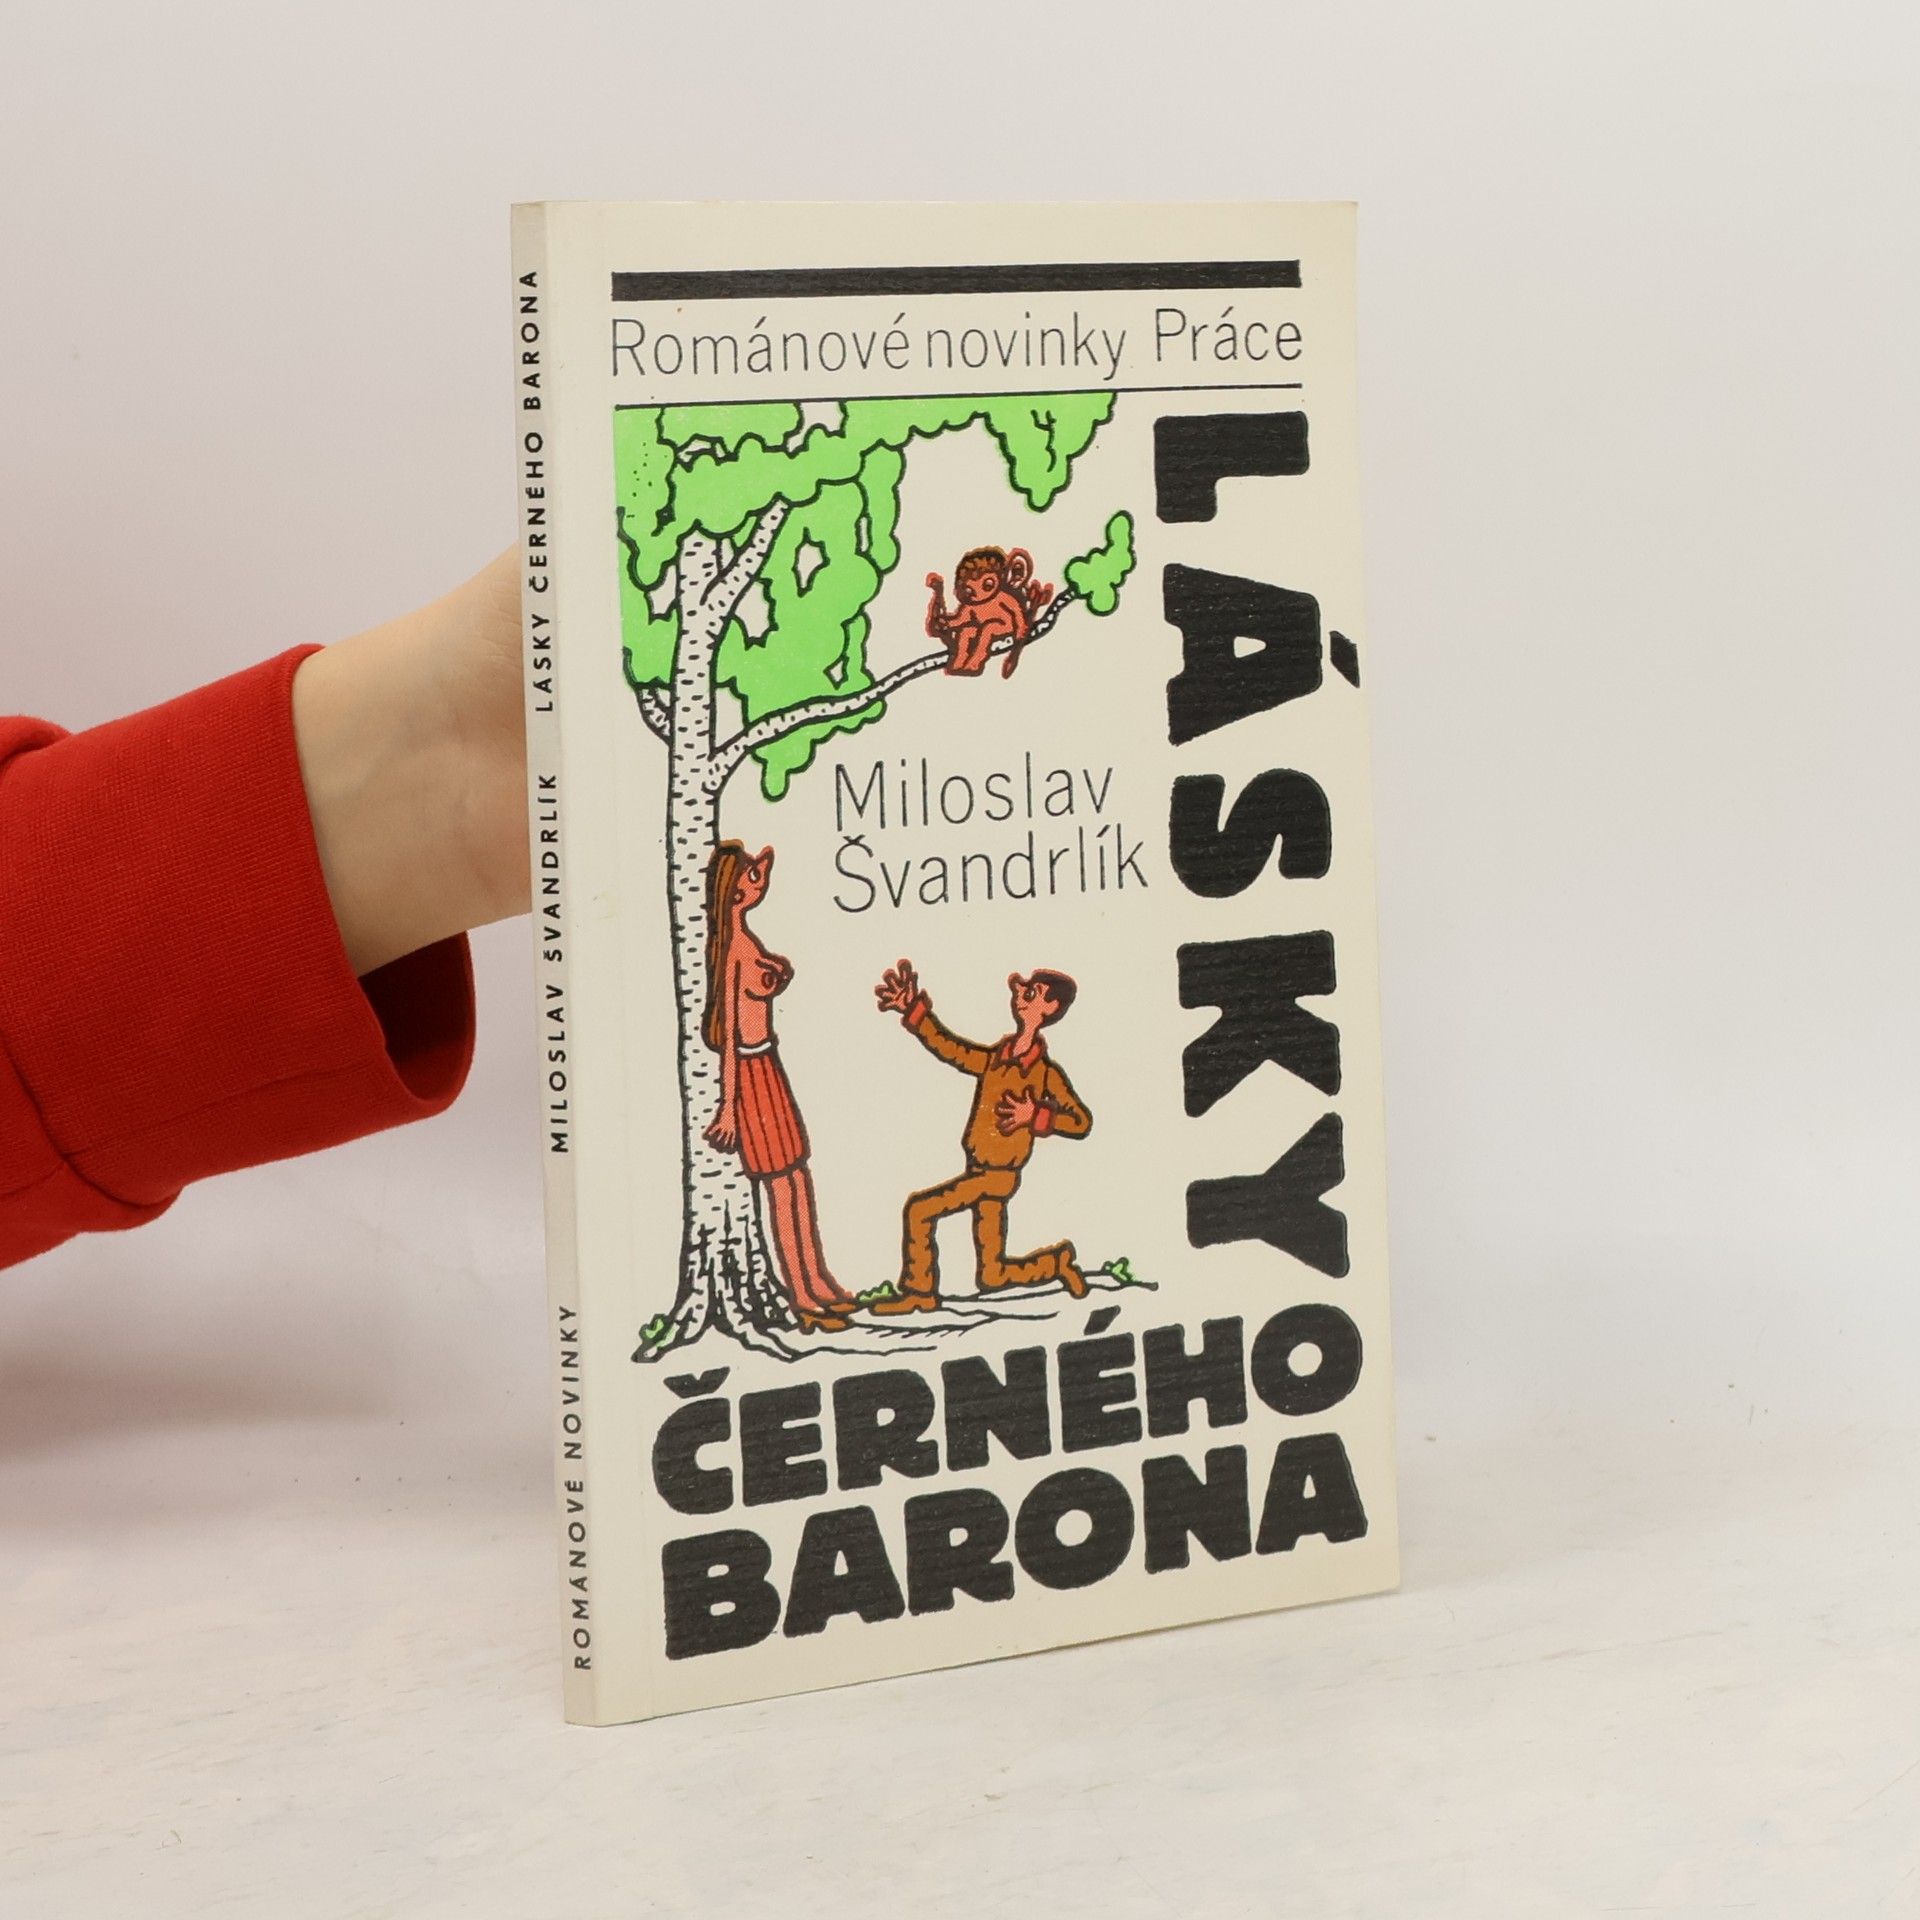 Románové novinky Práce
LÁSKY
Miloslav
Švandrlík
ČERNÉHO
BARONA
ROMÁNOVÉ NOVINKY MILOSLAV ŠVANDRLÍK LÁSKY ČERNÉHO BARONA